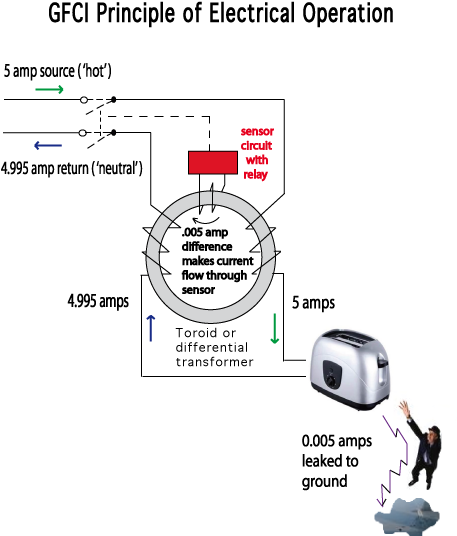 GFCI Principle of Electrical Operation
5 amp source ('hot')
4.995 amp return ('neutral')
sensor
circuit
with
relay
.005 amp
difference
makes current
flow through
sensor
4.995 amps
5 amps
Toroid or
differential
transformer
0.005 amps
leaked to
ground